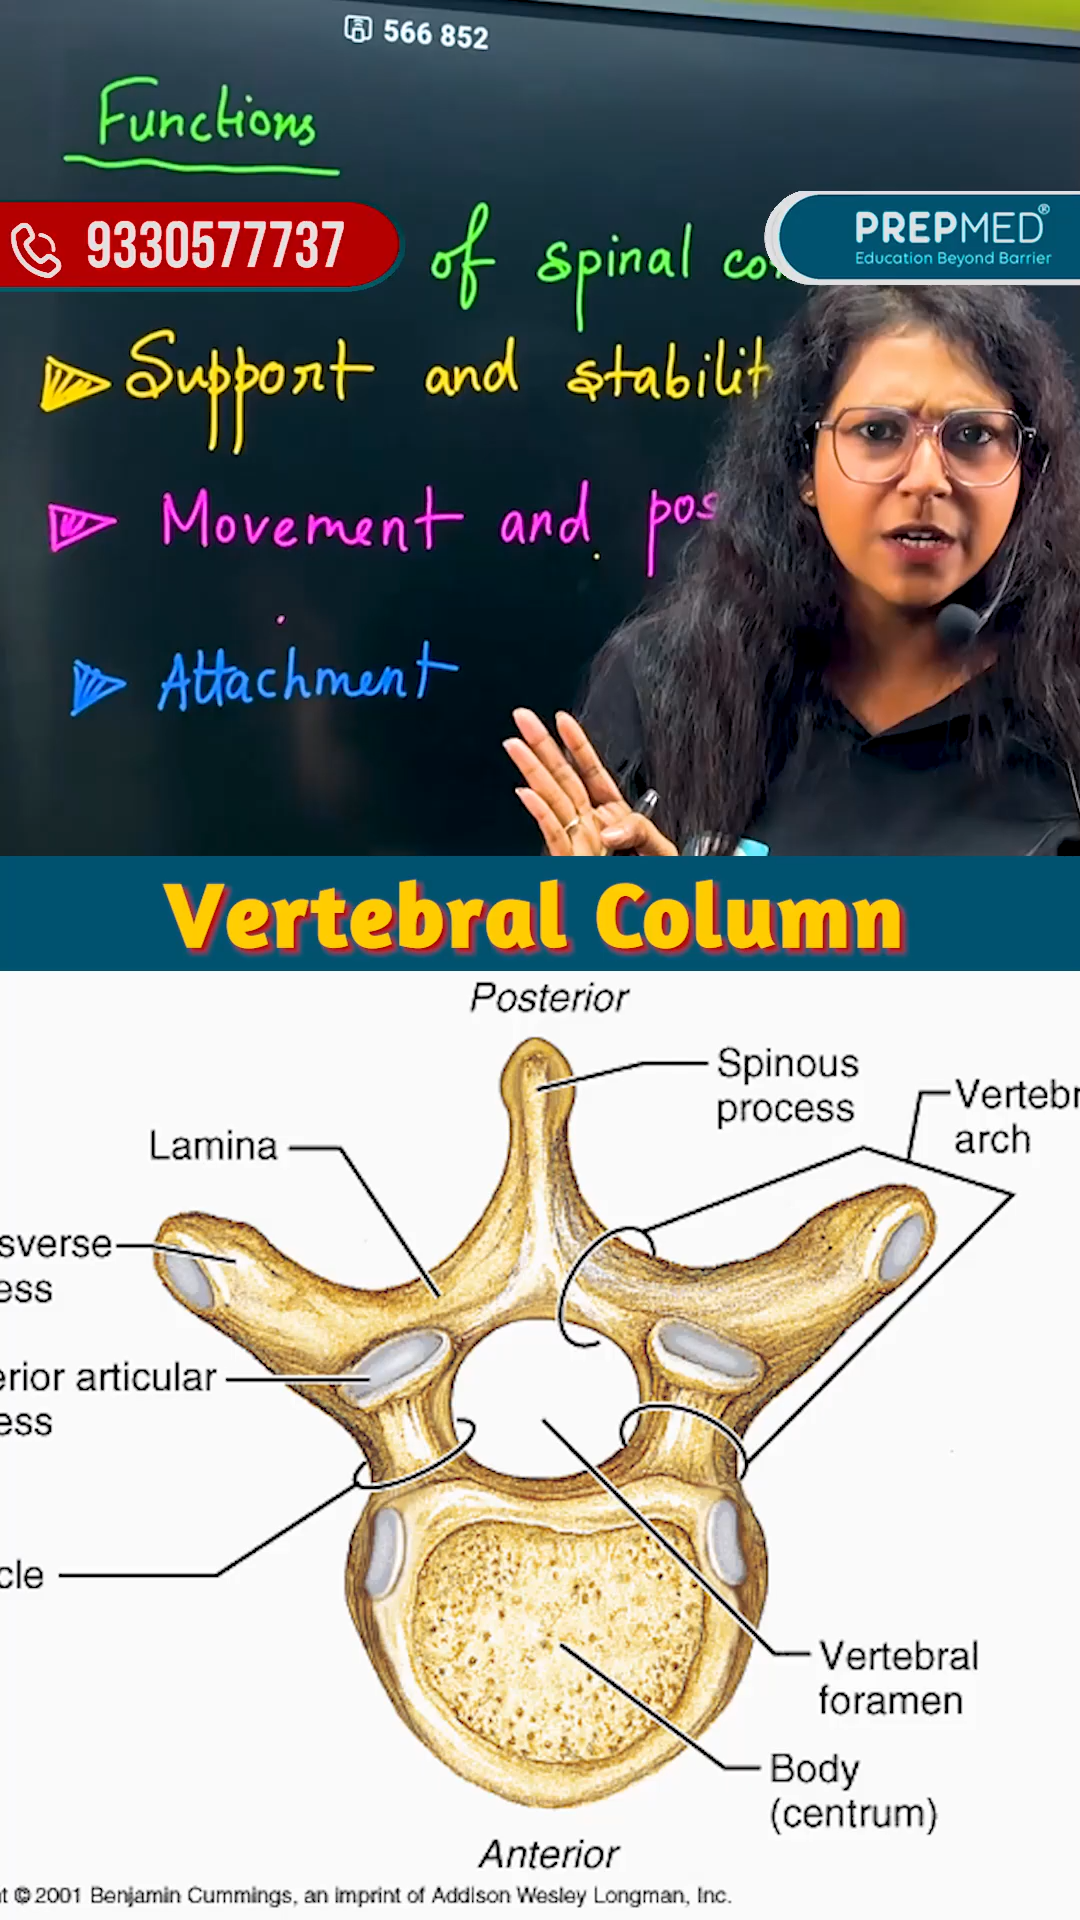 566 852
Functions
9330577737
PREPMED®
Education Beyond Barrier
of spinal co
Support and stabilit
Movement and pos
Attachment
Vertebral Column
Posterior
Spinous
process
Vertebr
arch
Lamina
sverse
ess
erior articular
ess
cle
Vertebral
foramen
Body
(centrum)
Anterior
t © 2001 Benjamin Cummings, an imprint of Addison Wesley Longman, Inc.